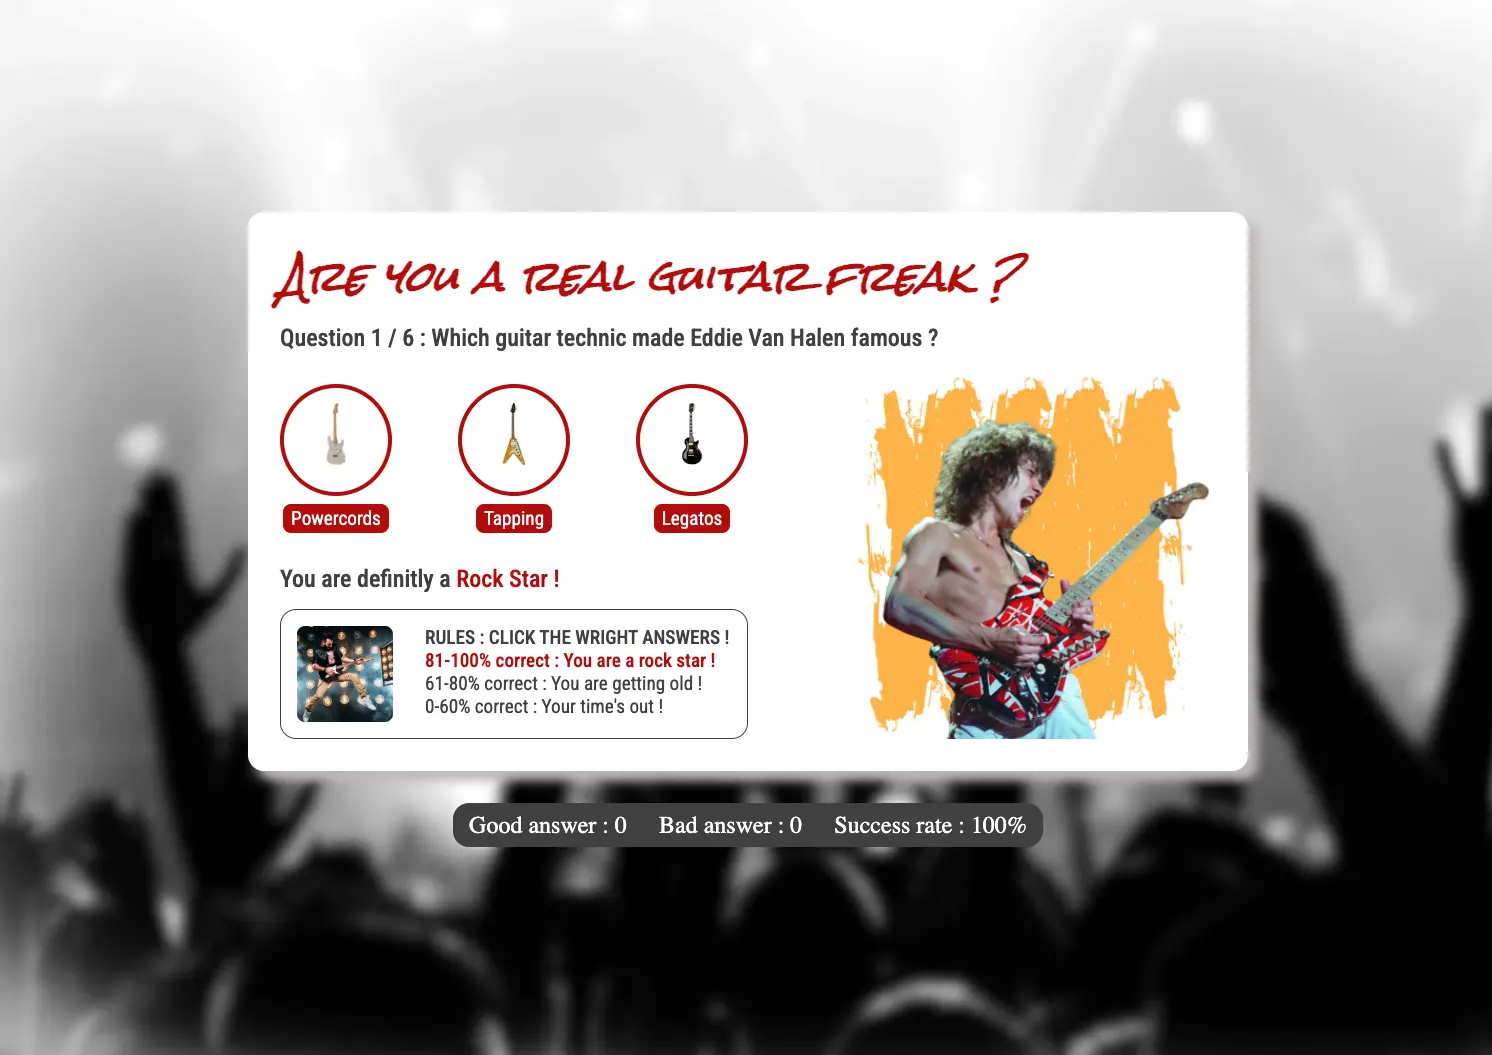 Are you a real guitar freak ?
Question 1 / 6 : Which guitar technic made Eddie Van Halen famous ?
Powercords
Tapping
Legatos
You are definitly a Rock Star !
RULES : CLICK THE WRIGHT ANSWERS !
81-100% correct : You are a rock star !
61-80% correct : You are getting old !
0-60% correct : Your time's out !
Good answer : 0 Bad answer : 0 Success rate : 100%